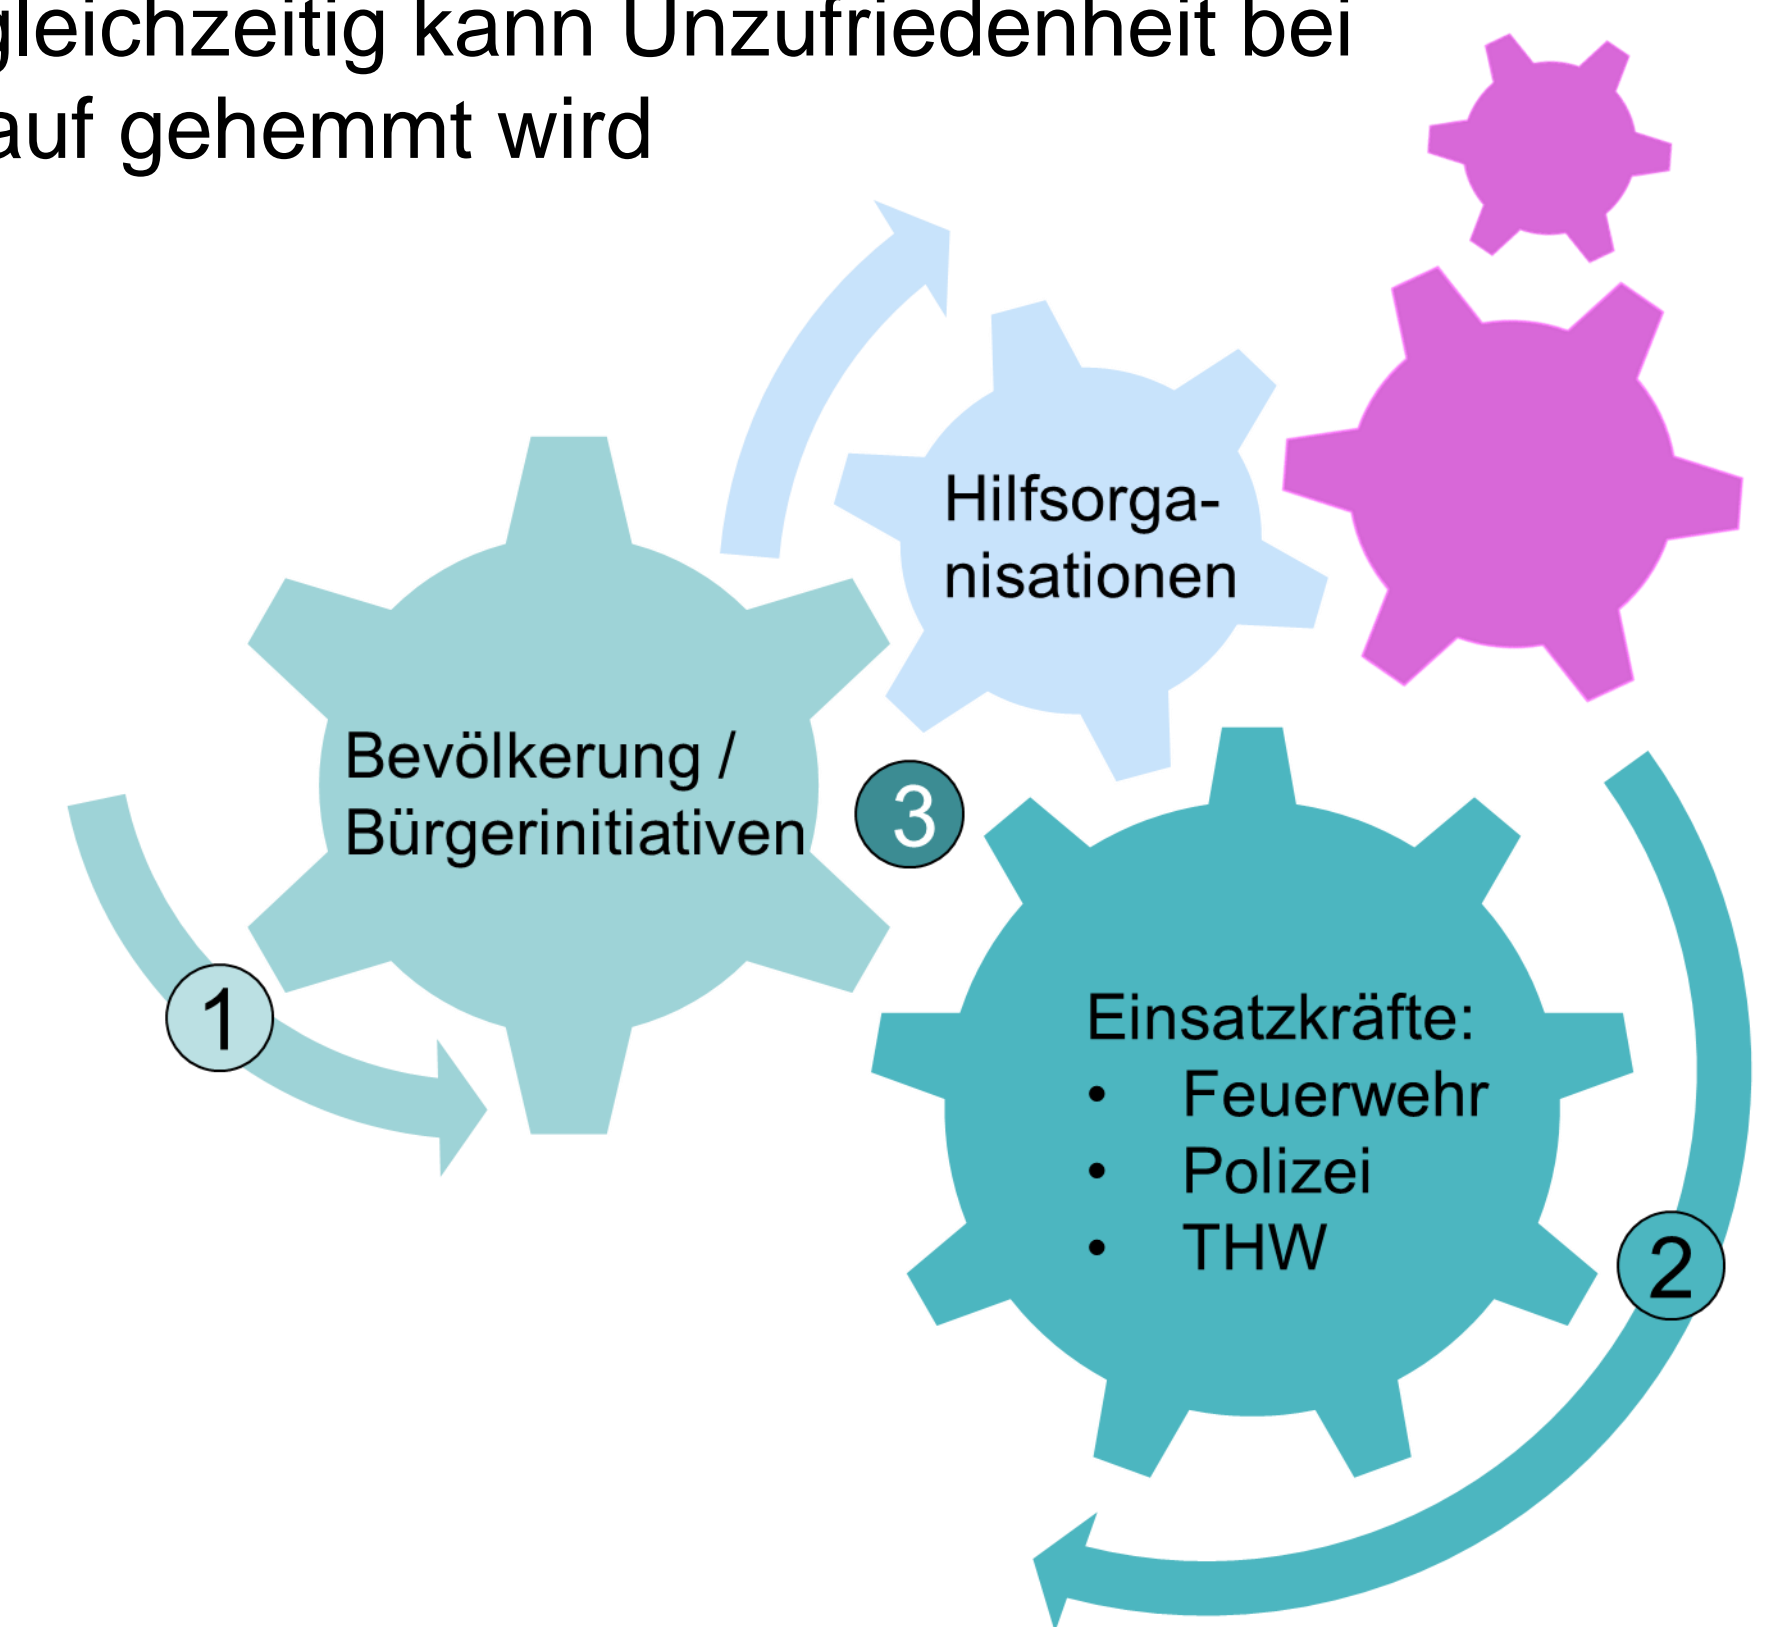 gleichzeitig kann Unzufriedenheit bei
auf gehemmt wird
Hilfsorga-
nisationen
Bevölkerung /
Bürgerinitiativen
3
1
Einsatzkräfte:
• Feuerwehr
• Polizei
• THW
2